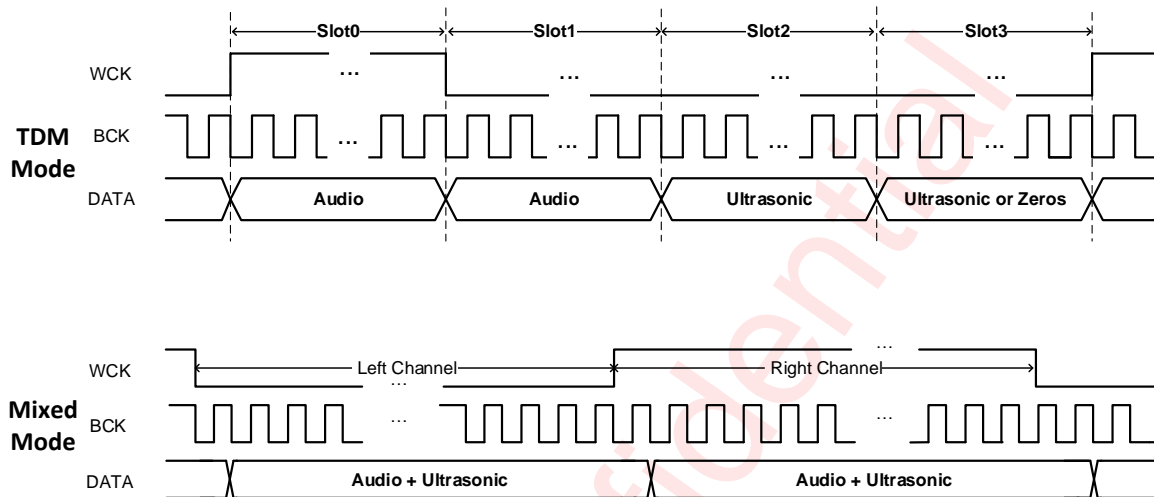 Slot0 Slot1 Slot2 Slot3
WCK ... ... ... ...
TDM Mode
BCK ... ... ... ...
DATA Audio Audio Ultrasonic Ultrasonic or Zeros
WCK Left Channel ... Right Channel ...
Mixed Mode
BCK ... ...
DATA Audio + Ultrasonic Audio + Ultrasonic
fidential